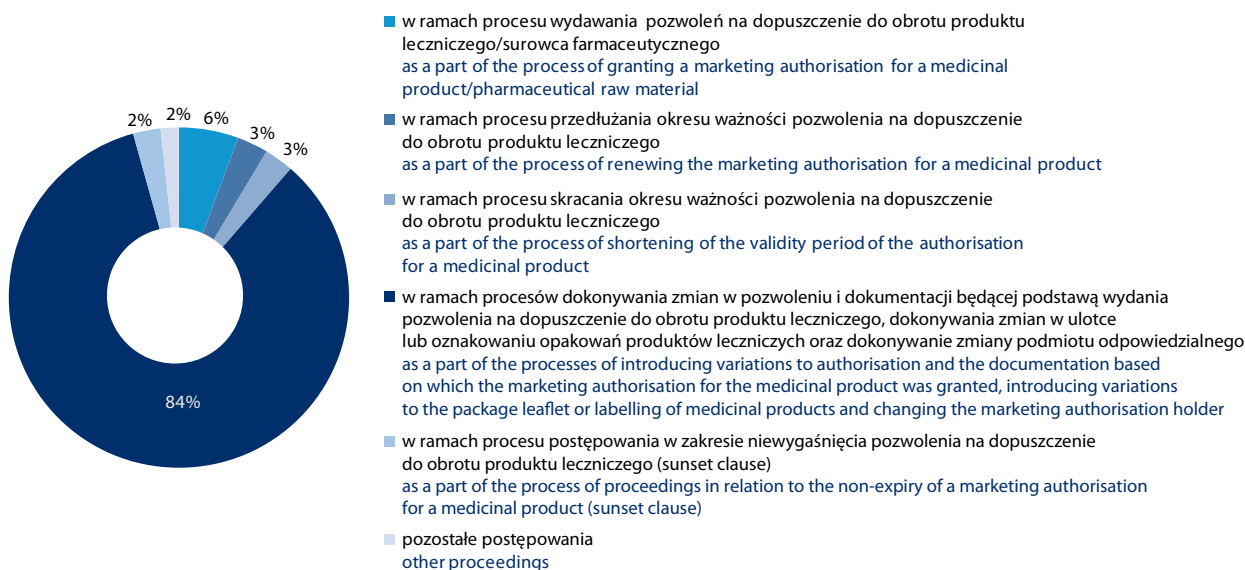 2%
2%
6%
3%
3%
84%
w ramach procesu wydawania pozwoleń na dopuszczenie do obrotu produktu
leczniczego/surowca farmaceutycznego
as a part of the process of granting a marketing authorisation for a medicinal
product/pharmaceutical raw material
w ramach procesu przedłużania okresu ważności pozwolenia na dopuszczenie
do obrotu produktu leczniczego
as a part of the process of renewing the marketing authorisation for a medicinal product
w ramach procesu skracania okresu ważności pozwolenia na dopuszczenie
do obrotu produktu leczniczego
as a part of the process of shortening of the validity period of the authorisation
for a medicinal product
w ramach procesów dokonywania zmian w pozwoleniu i dokumentacji będącej podstawą wydania
pozwolenia na dopuszczenie do obrotu produktu leczniczego, dokonywania zmian w ulotce
lub oznakowaniu opakowań produktów leczniczych oraz dokonywanie zmiany podmiotu odpowiedzialnego
as a part of the processes of introducing variations to authorisation and the documentation based
on which the marketing authorisation for the medicinal product was granted, introducing variations
to the package leaflet or labelling of medicinal products and changing the marketing authorisation holder
w ramach procesu postępowania w zakresie niewygaśnięcia pozwolenia na dopuszczenie
do obrotu produktu leczniczego (sunset clause)
as a part of the process of proceedings in relation to the non-expiry of a marketing authorisation
for a medicinal product (sunset clause)
pozostałe postępowania
other proceedings